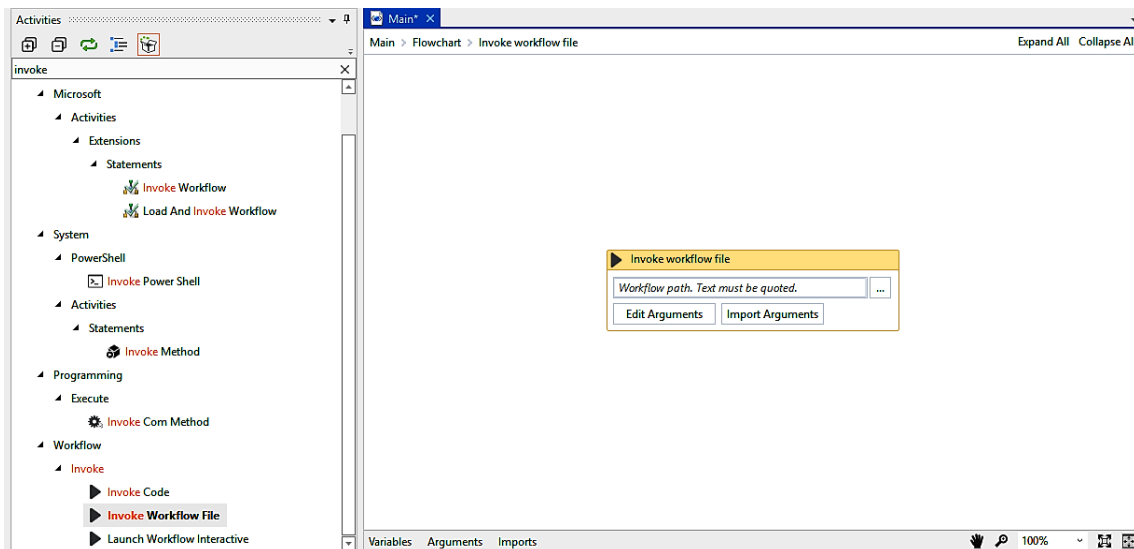 Activities
invoke
Microsoft
Activities
Extensions
Statements
Invoke Workflow
Load And Invoke Workflow
System
PowerShell
Invoke Power Shell
Activities
Statements
Invoke Method
Programming
Execute
Invoke Com Method
Workflow
Invoke
Invoke Code
Invoke Workflow File
Launch Workflow Interactive
Main*
Main > Flowchart > Invoke workflow file Expand All Collapse Al
Invoke workflow file
Workflow path. Text must be quoted. ...
Edit Arguments Import Arguments
Variables Arguments Imports 100%